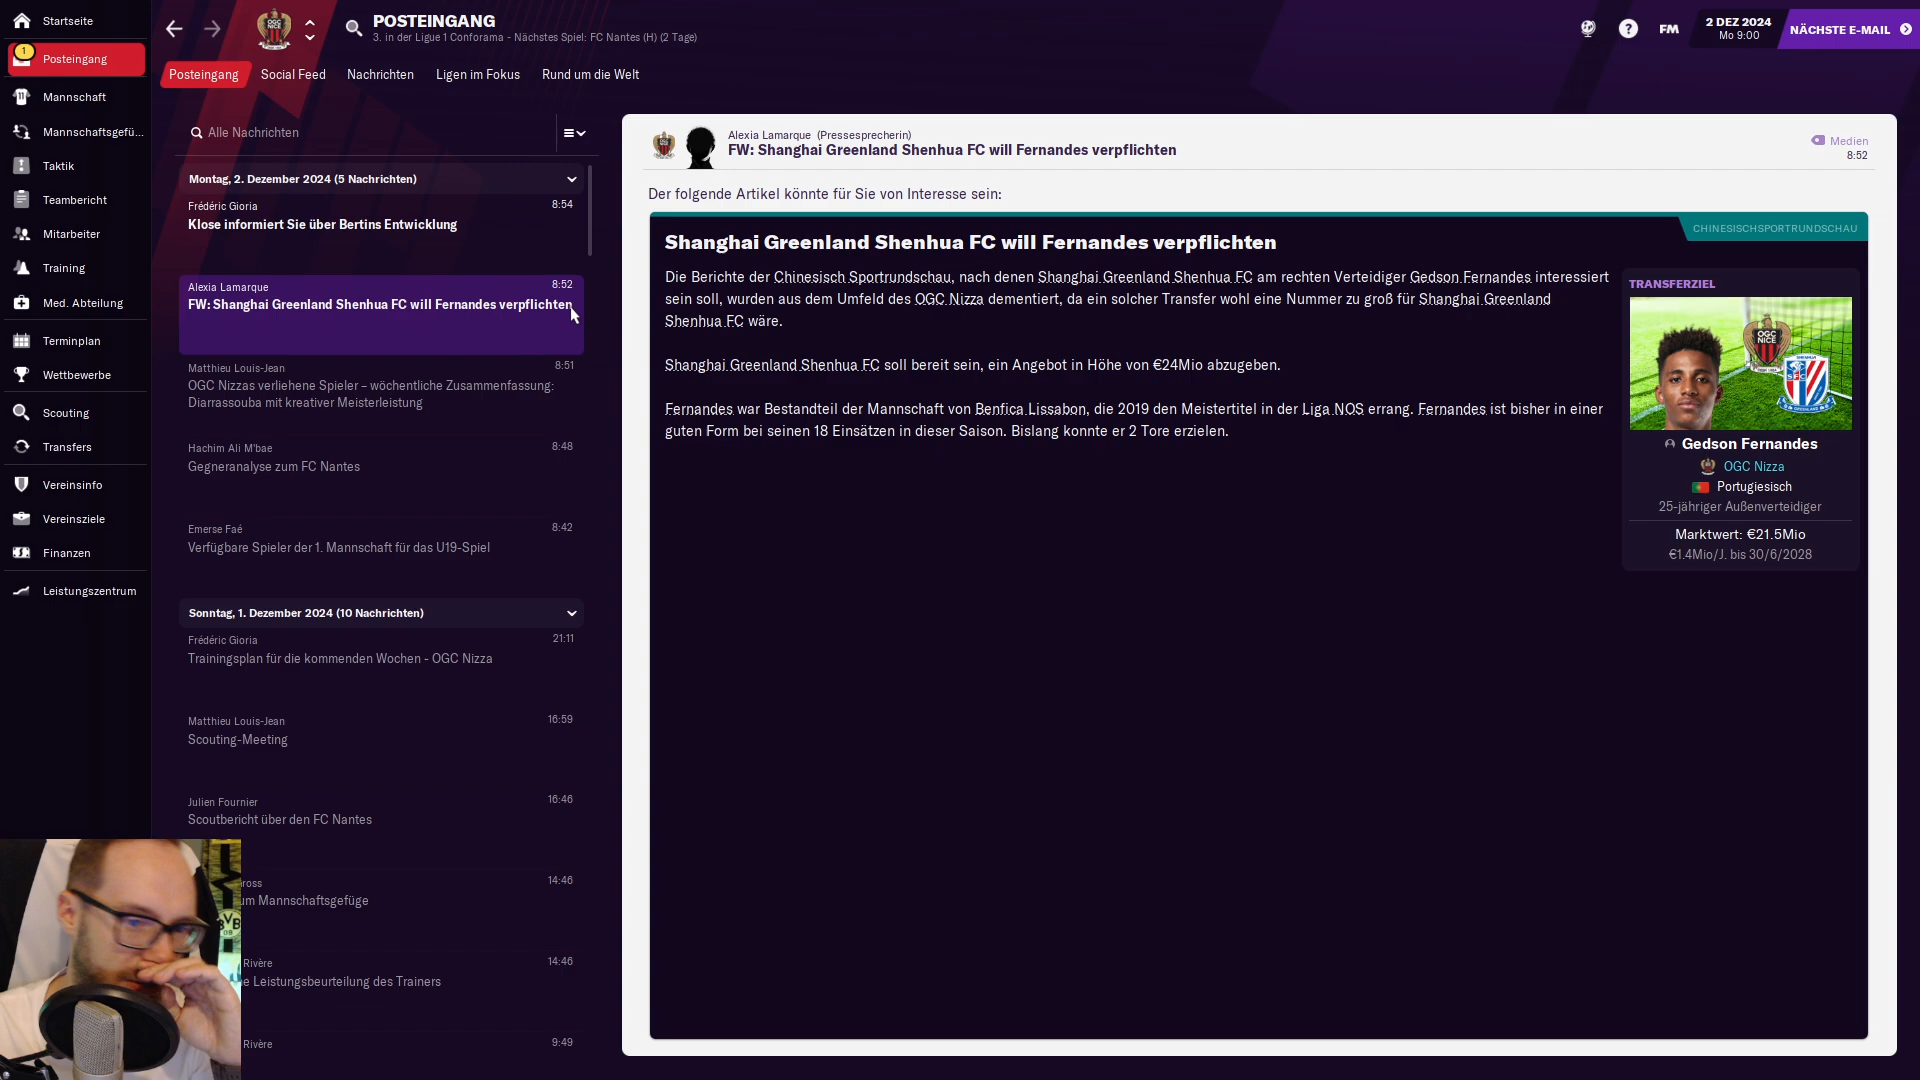 Startseite
1
Posteingang
Mannschaft
Mannschaftsgefü...
Taktik
Teambericht
Mitarbeiter
Training
Med. Abteilung
Terminplan
Wettbewerbe
Scouting
Transfers
Vereinsinfo
Vereinsziele
Finanzen
Leistungszentrum
POSTEINGANG
3. in der Ligue 1 Conforama - Nächstes Spiel: FC Nantes (H) (2 Tage)
FM
2 DEZ 2024
Mo 9:00
NÄCHSTE E-MAIL
Posteingang
Social Feed
Nachrichten
Ligen im Fokus
Rund um die Welt
Alle Nachrichten
Montag, 2. Dezember 2024 (5 Nachrichten)
Frédéric Gioria 8:54
Klose informiert Sie über Bertins Entwicklung
Alexia Lamarque 8:52
FW: Shanghai Greenland Shenhua FC will Fernandes verpflichten
Matthieu Louis-Jean 8:51
OGC Nizzas verliehene Spieler – wöchentliche Zusammenfassung:
Diarrassouba mit kreativer Meisterleistung
Hachim Ali M'bae 8:48
Gegneranalyse zum FC Nantes
Emerse Faé 8:42
Verfügbare Spieler der 1. Mannschaft für das U19-Spiel
Sonntag, 1. Dezember 2024 (10 Nachrichten)
Frédéric Gioria 21:11
Trainingsplan für die kommenden Wochen - OGC Nizza
Matthieu Louis-Jean 16:59
Scouting-Meeting
Julien Fournier 16:46
Scoutbericht über den FC Nantes
ross 14:46
um Mannschaftsgefüge
Rivère 14:46
e Leistungsbeurteilung des Trainers
Rivère 9:49
Alexia Lamarque (Pressesprecherin)
FW: Shanghai Greenland Shenhua FC will Fernandes verpflichten
Medien
8:52
Der folgende Artikel könnte für Sie von Interesse sein:
CHINESISCHSPORTRUNDSCHAU
Shanghai Greenland Shenhua FC will Fernandes verpflichten
Die Berichte der Chinesisch Sportrundschau, nach denen Shanghai Greenland Shenhua FC am rechten Verteidiger Gedson Fernandes interessiert
sein soll, wurden aus dem Umfeld des OGC Nizza dementiert, da ein solcher Transfer wohl eine Nummer zu groß für Shanghai Greenland
Shenhua FC wäre.
Shanghai Greenland Shenhua FC soll bereit sein, ein Angebot in Höhe von €24Mio abzugeben.
Fernandes war Bestandteil der Mannschaft von Benfica Lissabon, die 2019 den Meistertitel in der Liga NOS errang. Fernandes ist bisher in einer
guten Form bei seinen 18 Einsätzen in dieser Saison. Bislang konnte er 2 Tore erzielen.
TRANSFERZIEL
OGC
NICE
Gedson Fernandes
OGC Nizza
Portugiesisch
25-jähriger Außenverteidiger
Marktwert: €21.5Mio
€1.4Mio/J. bis 30/6/2028